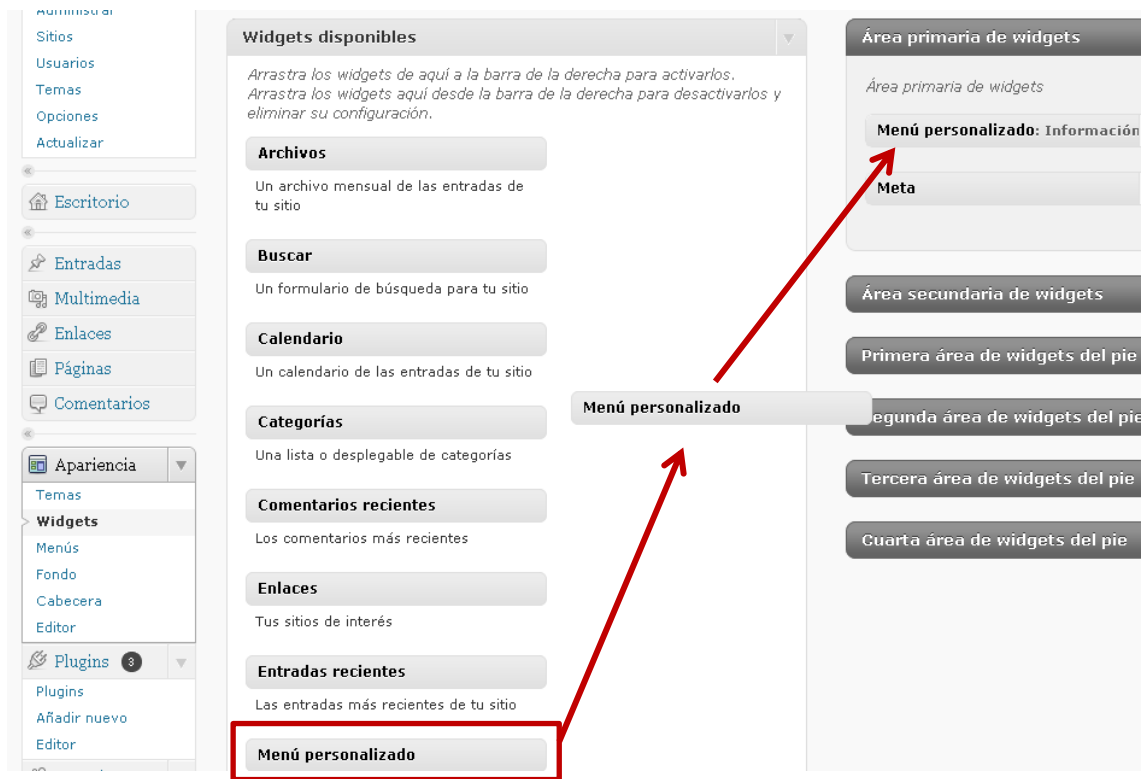 Administrar
Sitios
Usuarios
Temas
Opciones
Actualizar
Escritorio
Entradas
Multimedia
Enlaces
Páginas
Comentarios
Apariencia
Temas
Widgets
Menús
Fondo
Cabecera
Editor
Plugins 3
Plugins
Añadir nuevo
Editor
Widgets disponibles
Arrastra los widgets de aquí a la barra de la derecha para activarlos.
Arrastra los widgets aquí desde la barra de la derecha para desactivarlos y
eliminar su configuración.
Archivos
Un archivo mensual de las entradas de
tu sitio
Buscar
Un formulario de búsqueda para tu sitio
Calendario
Un calendario de las entradas de tu sitio
Categorías
Una lista o desplegable de categorías
Comentarios recientes
Los comentarios más recientes
Enlaces
Tus sitios de interés
Entradas recientes
Las entradas más recientes de tu sitio
Menú personalizado
Menú personalizado
Área primaria de widgets
Área primaria de widgets
Menú personalizado: Información
Meta
Área secundaria de widgets
Primera área de widgets del pie
egunda área de widgets del pie
Tercera área de widgets del pie
Cuarta área de widgets del pie